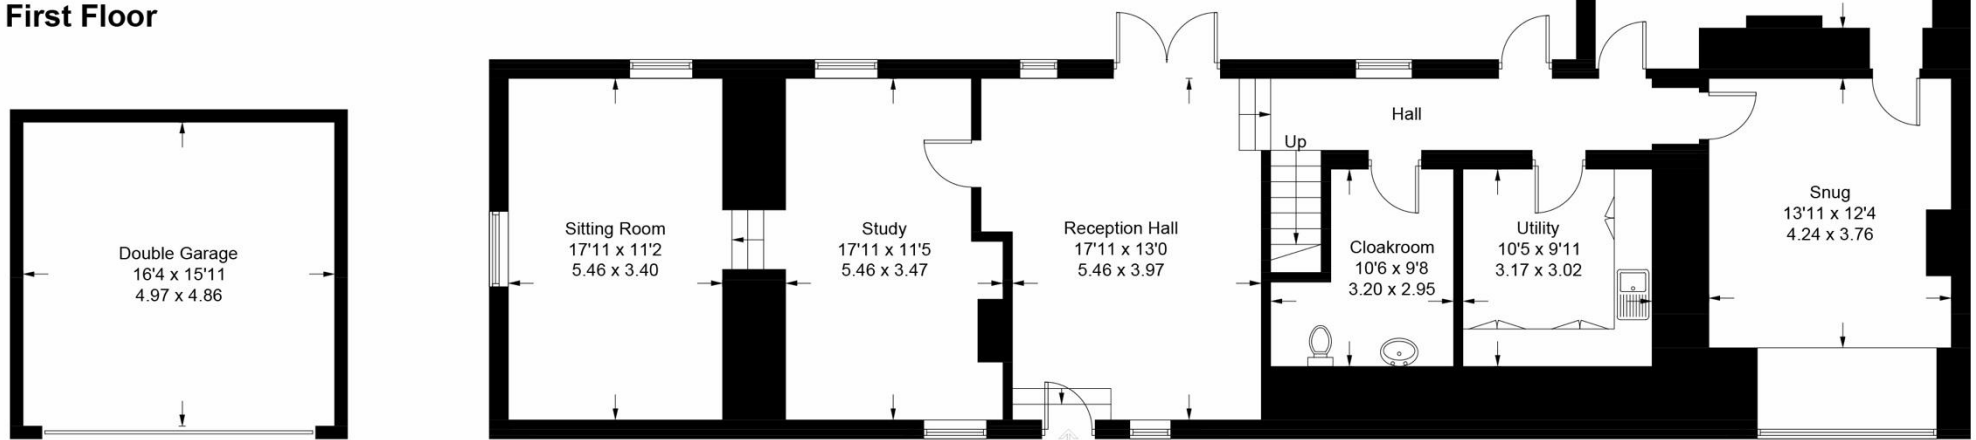 First Floor
Double Garage
16'4 x 15'11
4.97 x 4.86
Sitting Room
17'11 x 11'2
5.46 x 3.40
Study
17'11 x 11'5
5.46 x 3.47
Reception Hall
17'11 x 13'0
5.46 x 3.97
Up
Hall
Cloakroom
10'6 x 9'8
3.20 x 2.95
Utility
10'5 x 9'11
3.17 x 3.02
Snug
13'11 x 12'4
4.24 x 3.76